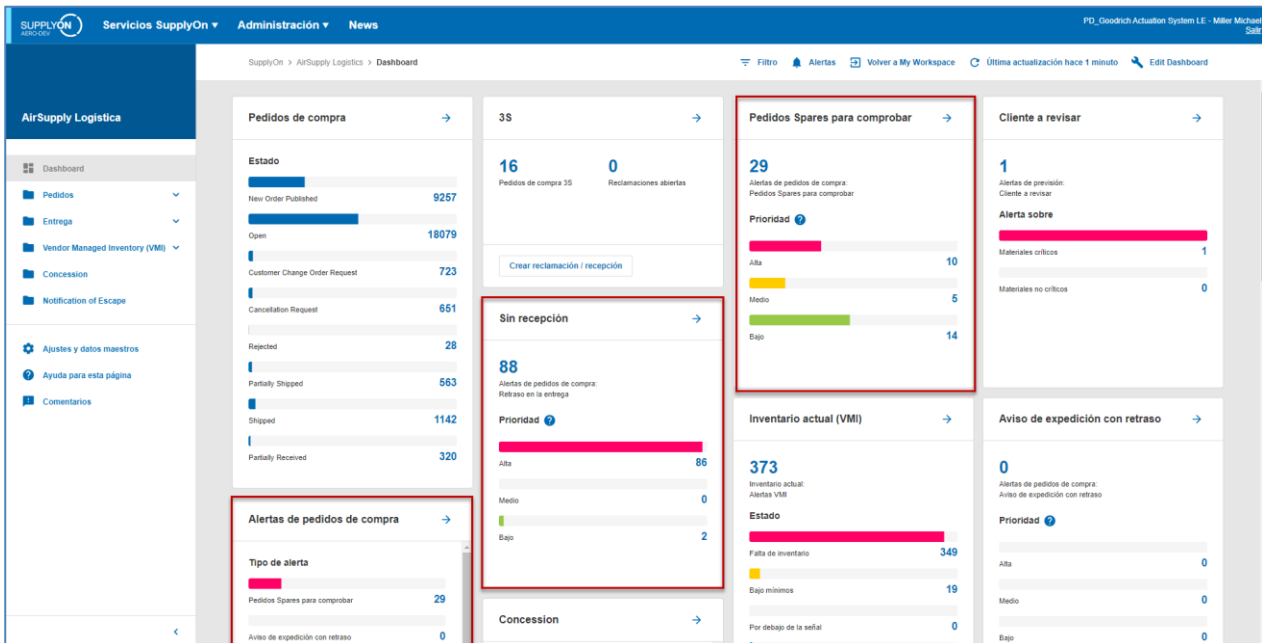 SUPPLYON
AERO-DEV
Servicios SupplyOn ▾ Administración ▾ News
PD_Goodrich Actuation System LE - Miller Michael
Salir
SupplyOn > AirSupply Logistics > Dashboard
Filtro Alertas Volver a My Workspace Última actualización hace 1 minuto Edit Dashboard
AirSupply Logística
Dashboard
Pedidos
Entrega
Vendor Managed Inventory (VMI)
Concession
Notification of Escape
Ajustes y datos maestros
Ayuda para esta página
Comentarios
Pedidos de compra
Estado
New Order Published 9257
Open 18079
Customer Change Order Request 723
Cancellation Request 651
Rejected 28
Partially Shipped 563
Shipped 1142
Partially Received 320
Alertas de pedidos de compra
Tipo de alerta
Pedidos Spares para comprobar 29
Aviso de expedición con retraso 0
3S
16 0
Pedidos de compra 3S Reclamaciones abiertas
Crear reclamación / recepción
Sin recepción
88
Alertas de pedidos de compra:
Retraso en la entrega
Prioridad ?
Alta 86
Medio 0
Bajo 2
Concession
Pedidos Spares para comprobar
29
Alertas de pedidos de compra:
Pedidos Spares para comprobar
Prioridad ?
Alta 10
Medio 5
Bajo 14
Inventario actual (VMI)
373
Inventario actual:
Alertas VMI
Estado
Falta de inventario 349
Bajo mínimos 19
Por debajo de la señal 0
Cliente a revisar
1
Alertas de previsión:
Cliente a revisar
Alerta sobre
Materiales críticos 1
Materiales no críticos 0
Aviso de expedición con retraso
0
Alertas de pedidos de compra:
Aviso de expedición con retraso
Prioridad ?
Alta 0
Medio 0
Bajo 0